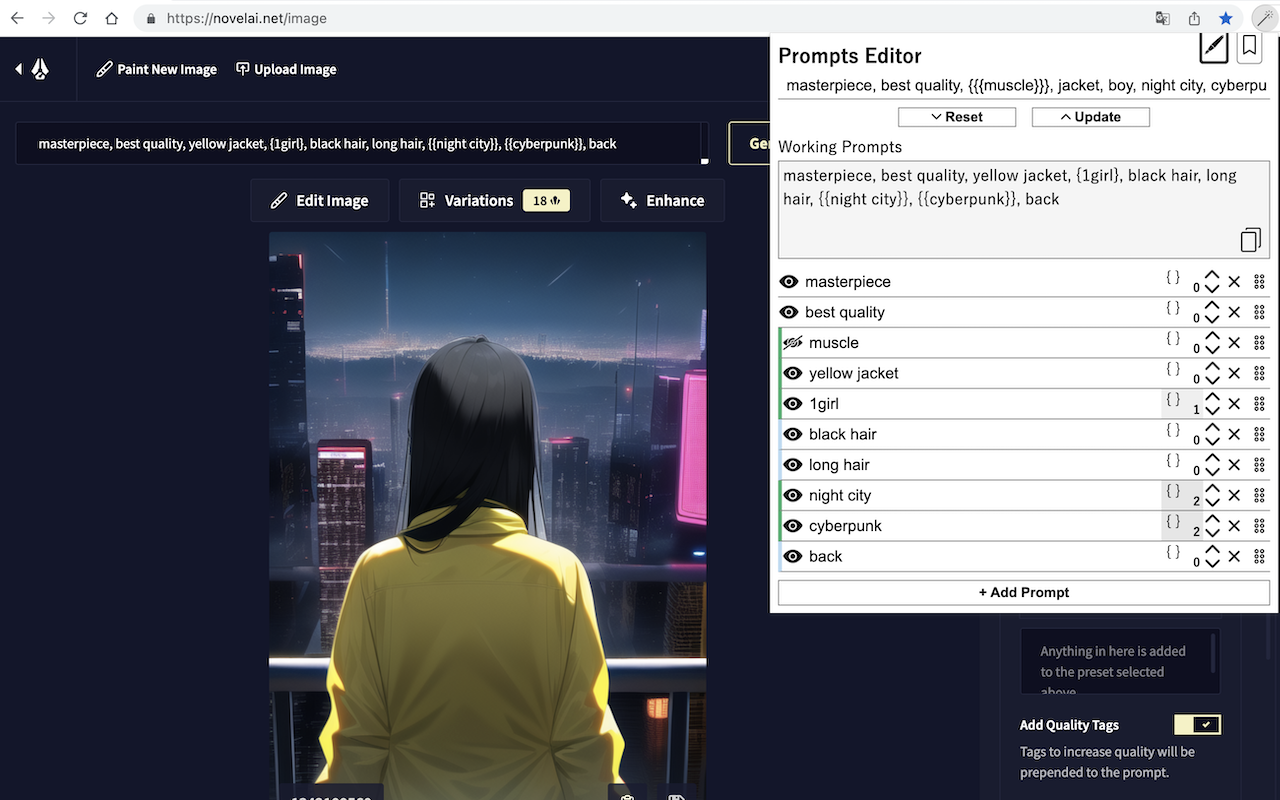 https://novelai.net/image
Paint New Image
Upload Image
masterpiece, best quality, yellow jacket, {1girl}, black hair, long hair, {{night city}}, {{cyberpunk}}, back
Edit Image
Variations
18
Enhance
Prompts Editor
masterpiece, best quality, {{{muscle}}}, jacket, boy, night city, cyberpu
Reset
Update
Working Prompts
masterpiece, best quality, yellow jacket, {1girl}, black hair, long
hair, {{night city}}, {{cyberpunk}}, back
masterpiece { } 0
best quality { } 0
muscle { } 0
yellow jacket { } 0
1girl { } 1
black hair { } 0
long hair { } 0
night city { } 2
cyberpunk { } 2
back { } 0
+ Add Prompt
Anything in here is added
to the preset selected
above
Add Quality Tags
Tags to increase quality will be
prepended to the prompt.